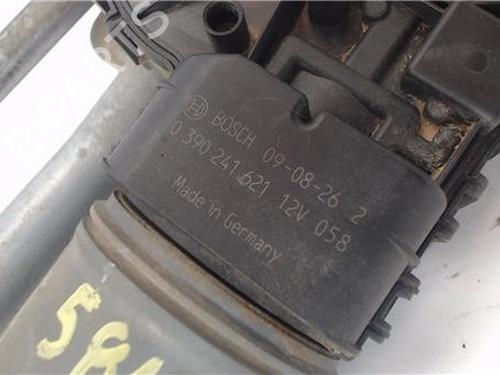 BOSCH 09-08-26 2
0 390 241 621 12V 058
Made in Germany